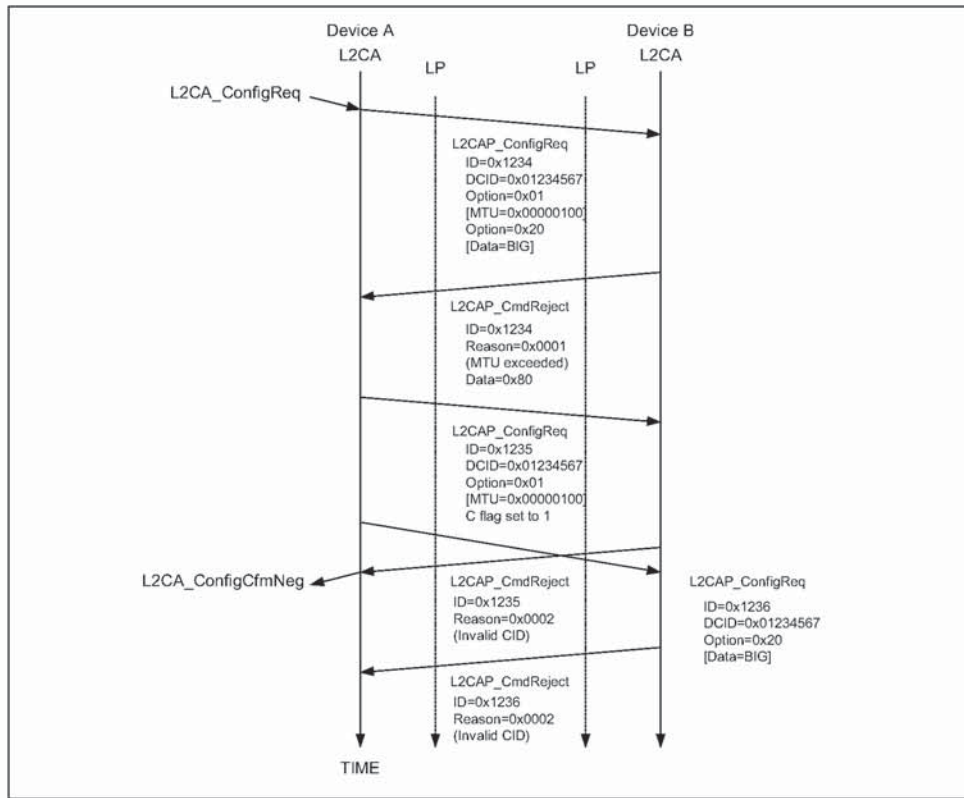 Device A
L2CA
LP
LP
Device B
L2CA
L2CA_ConfigReq
L2CAP_ConfigReq
ID=0x1234
DCID=0x01234567
Option=0x01
[MTU=0x00000100]
Option=0x20
[Data=BIG]
L2CAP_CmdReject
ID=0x1234
Reason=0x0001
(MTU exceeded)
Data=0x80
L2CAP_ConfigReq
ID=0x1235
DCID=0x01234567
Option=0x01
[MTU=0x00000100]
C flag set to 1
L2CA_ConfigCfmNeg
L2CAP_CmdReject
ID=0x1235
Reason=0x0002
(Invalid CID)
L2CAP_ConfigReq
ID=0x1236
DCID=0x01234567
Option=0x20
[Data=BIG]
L2CAP_CmdReject
ID=0x1236
Reason=0x0002
(Invalid CID)
TIME